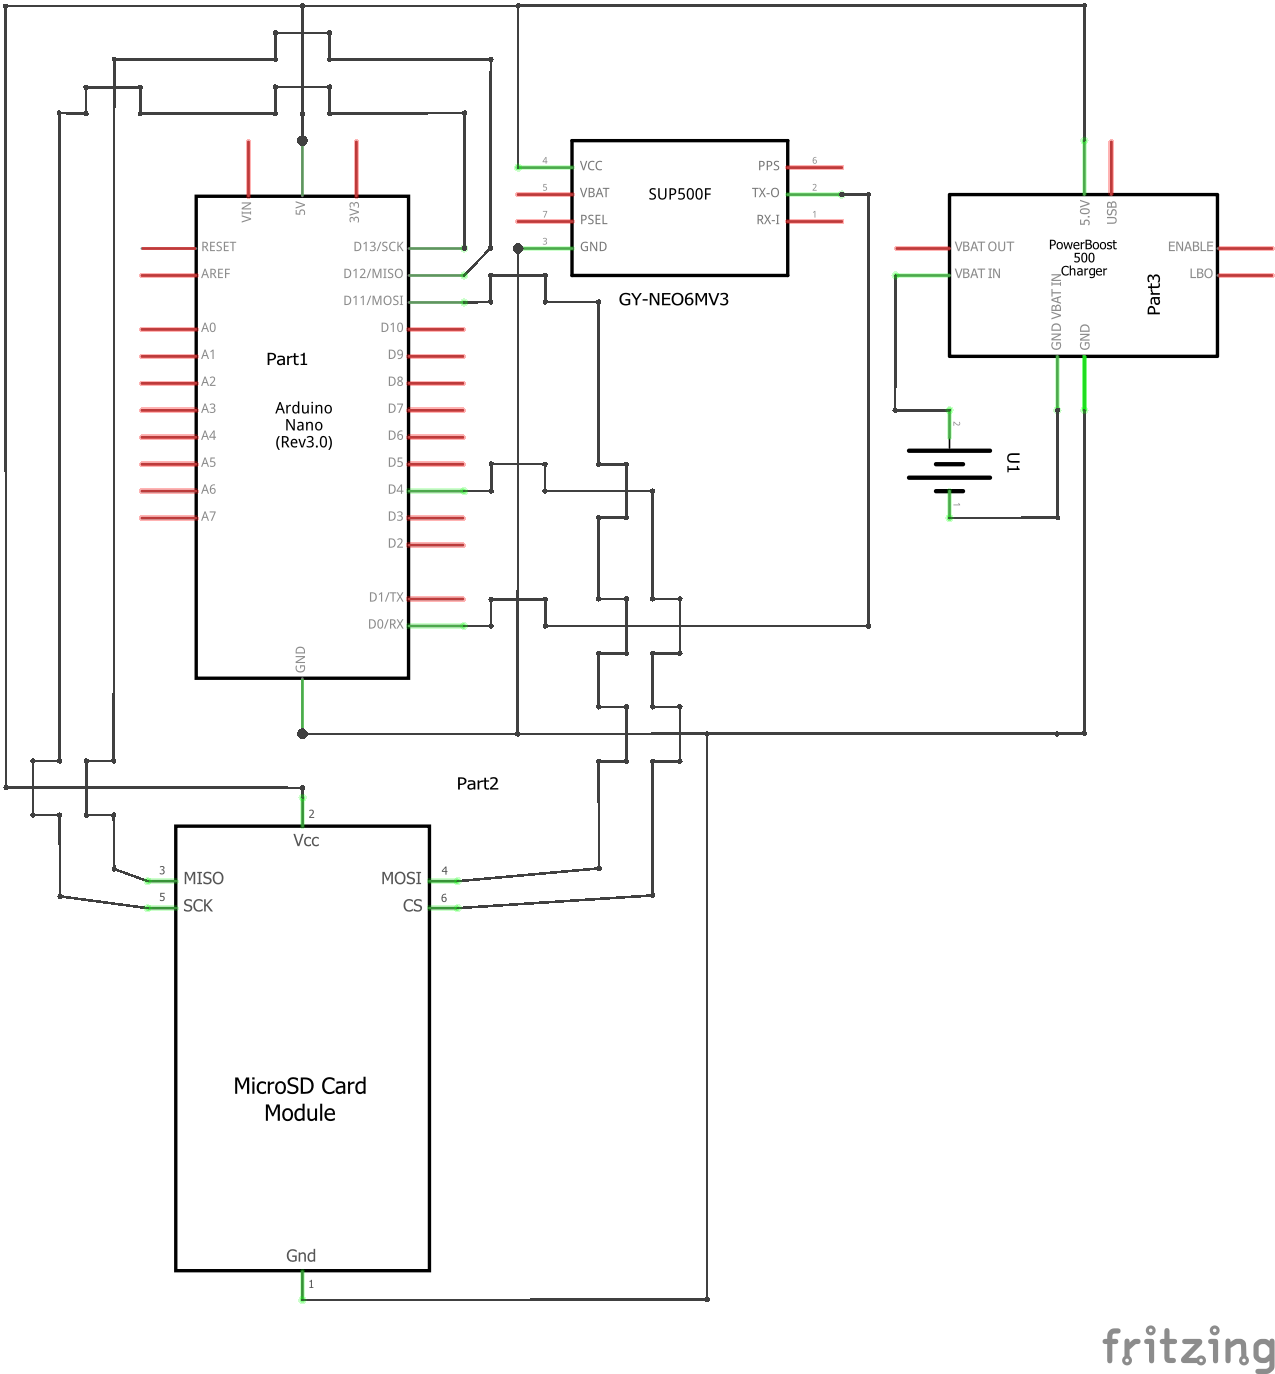 VIN
5V
3V3
RESET
AREF
A0
A1
A2
A3
A4
A5
A6
A7
D13/SCK
D12/MISO
D11/MOSI
D10
D9
D8
D7
D6
D5
D4
D3
D2
D1/TX
D0/RX
GND
Part1
Arduino
Nano
(Rev3.0)
4
VCC
5
VBAT
7
PSEL
3
GND
SUP500F
PPS
6
TX-O
2
RX-I
1
GY-NEO6MV3
5.0V
USB
VBAT OUT
VBAT IN
PowerBoost
500
Charger
ENABLE
LBO
GND VBAT IN
GND
Part3
2
U1
1
Part2
2
Vcc
3
MISO
5
SCK
MOSI
4
CS
6
MicroSD Card
Module
Gnd
1
fritzing